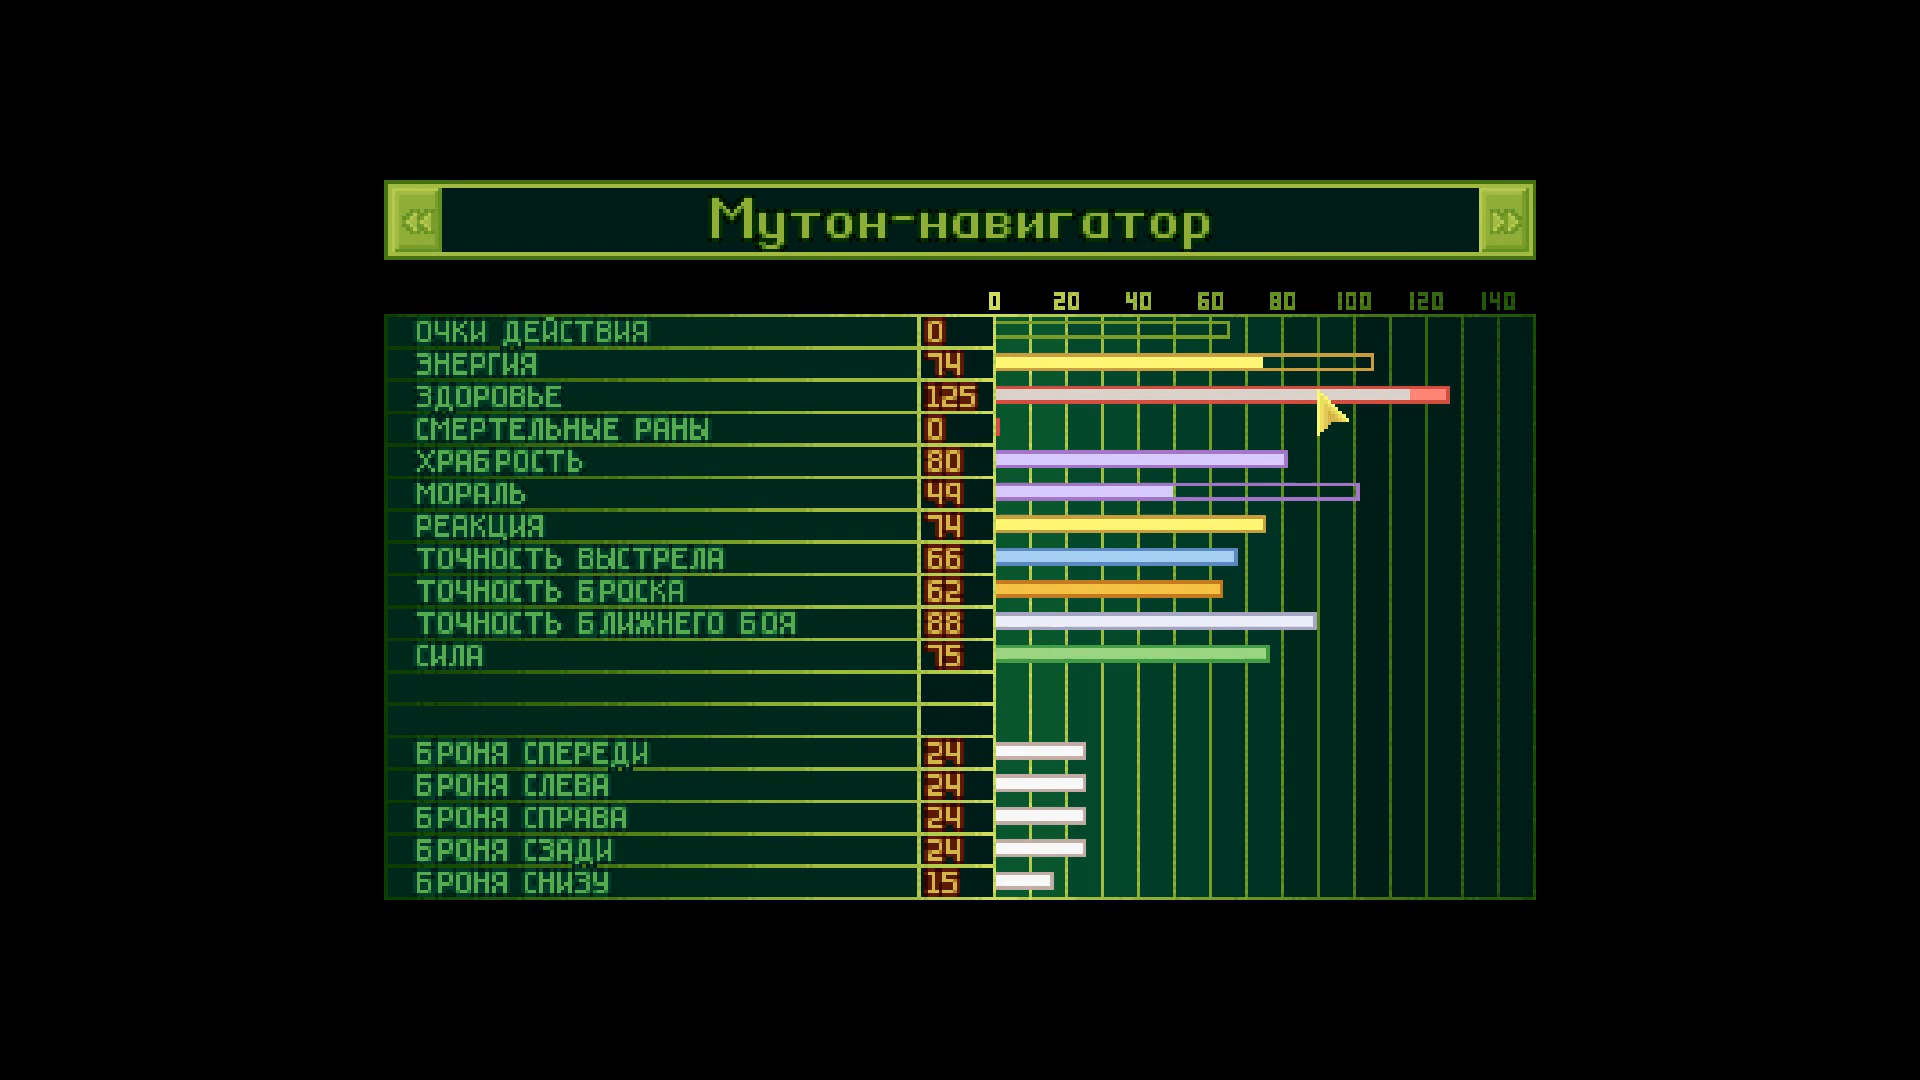 Мутон-навигатор
0 20 40 60 80 100 120 140
ОЧКИ ДЕЙСТВИЯ 0
ЭНЕРГИЯ 74
ЗДОРОВЬЕ 125
СМЕРТЕЛЬНЫЕ РАНЫ 0
ХРАБРОСТЬ 80
МОРАЛЬ 49
РЕАКЦИЯ 74
ТОЧНОСТЬ ВЫСТРЕЛА 66
ТОЧНОСТЬ БРОСКА 62
ТОЧНОСТЬ БЛИЖНЕГО БОЯ 88
СИЛА 75
БРОНЯ СПЕРЕДИ 24
БРОНЯ СЛЕВА 24
БРОНЯ СПРАВА 24
БРОНЯ СЗАДИ 24
БРОНЯ СНИЗУ 15